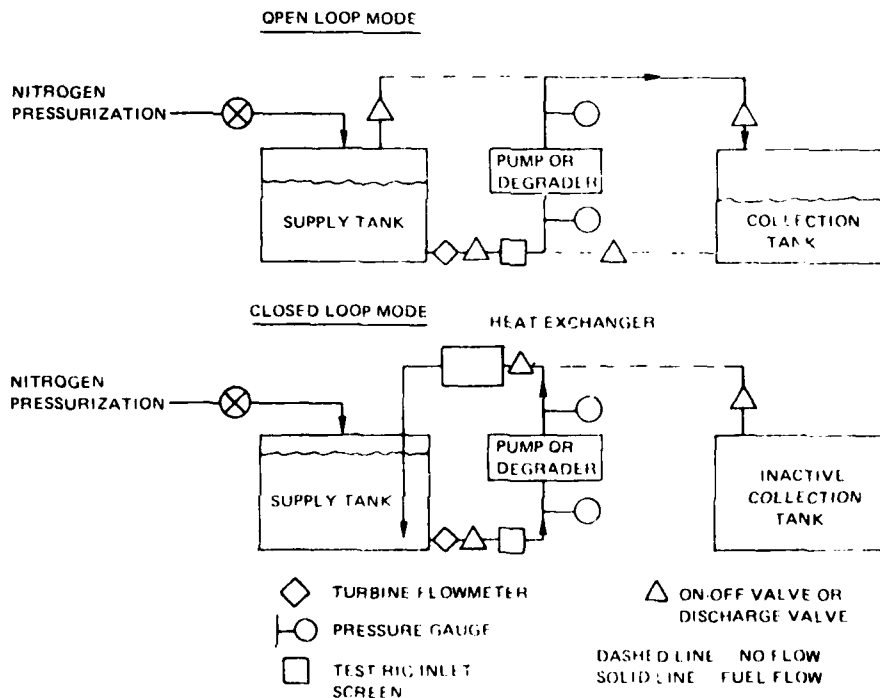 OPEN LOOP MODE
NITROGEN
PRESSURIZATION
SUPPLY TANK
PUMP OR
DEGRADER
COLLECTION
TANK
CLOSED LOOP MODE
HEAT EXCHANGER
NITROGEN
PRESSURIZATION
SUPPLY TANK
PUMP OR
DEGRADER
INACTIVE
COLLECTION
TANK
TURBINE FLOWMETER
PRESSURE GAUGE
TEST RIG INLET
SCREEN
ON-OFF VALVE OR
DISCHARGE VALVE
DASHED LINE NO FLOW
SOLID LINE FUEL FLOW